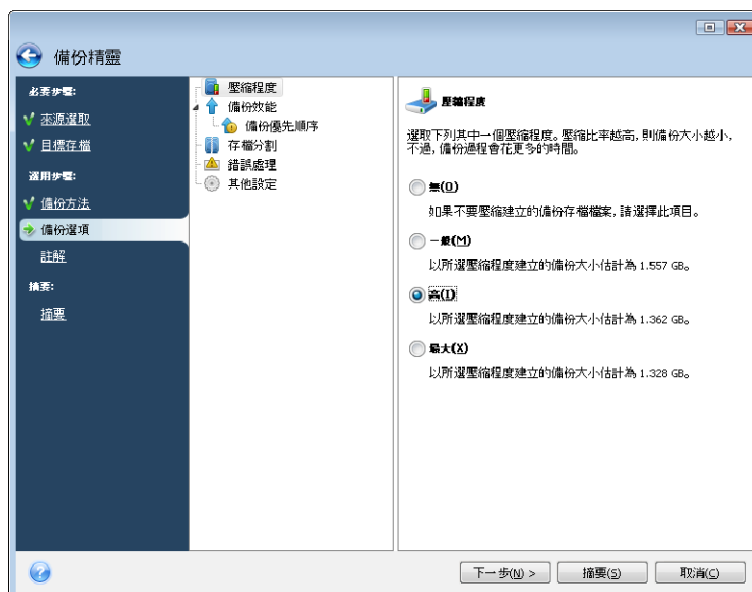 備份精靈
必要步驟:
來源選取
目標存檔
選用步驟:
備份方法
備份選項
註解
摘要:
摘要
壓縮程度
備份效能
備份優先順序
存檔分割
錯誤處理
其他設定
壓縮程度
選取下列其中一個壓縮程度。壓縮比率越高,則備份大小越小,
不過,備份過程會花更多的時間。
無(O)
如果不要壓縮建立的備份存檔檔案,請選擇此項目。
一般(M)
以所選壓縮程度建立的備份大小估計為 1.557 GB。
高(I)
以所選壓縮程度建立的備份大小估計為 1.362 GB。
最大(X)
以所選壓縮程度建立的備份大小估計為 1.328 GB。
下一步(N) >
摘要(S)
取消(C)